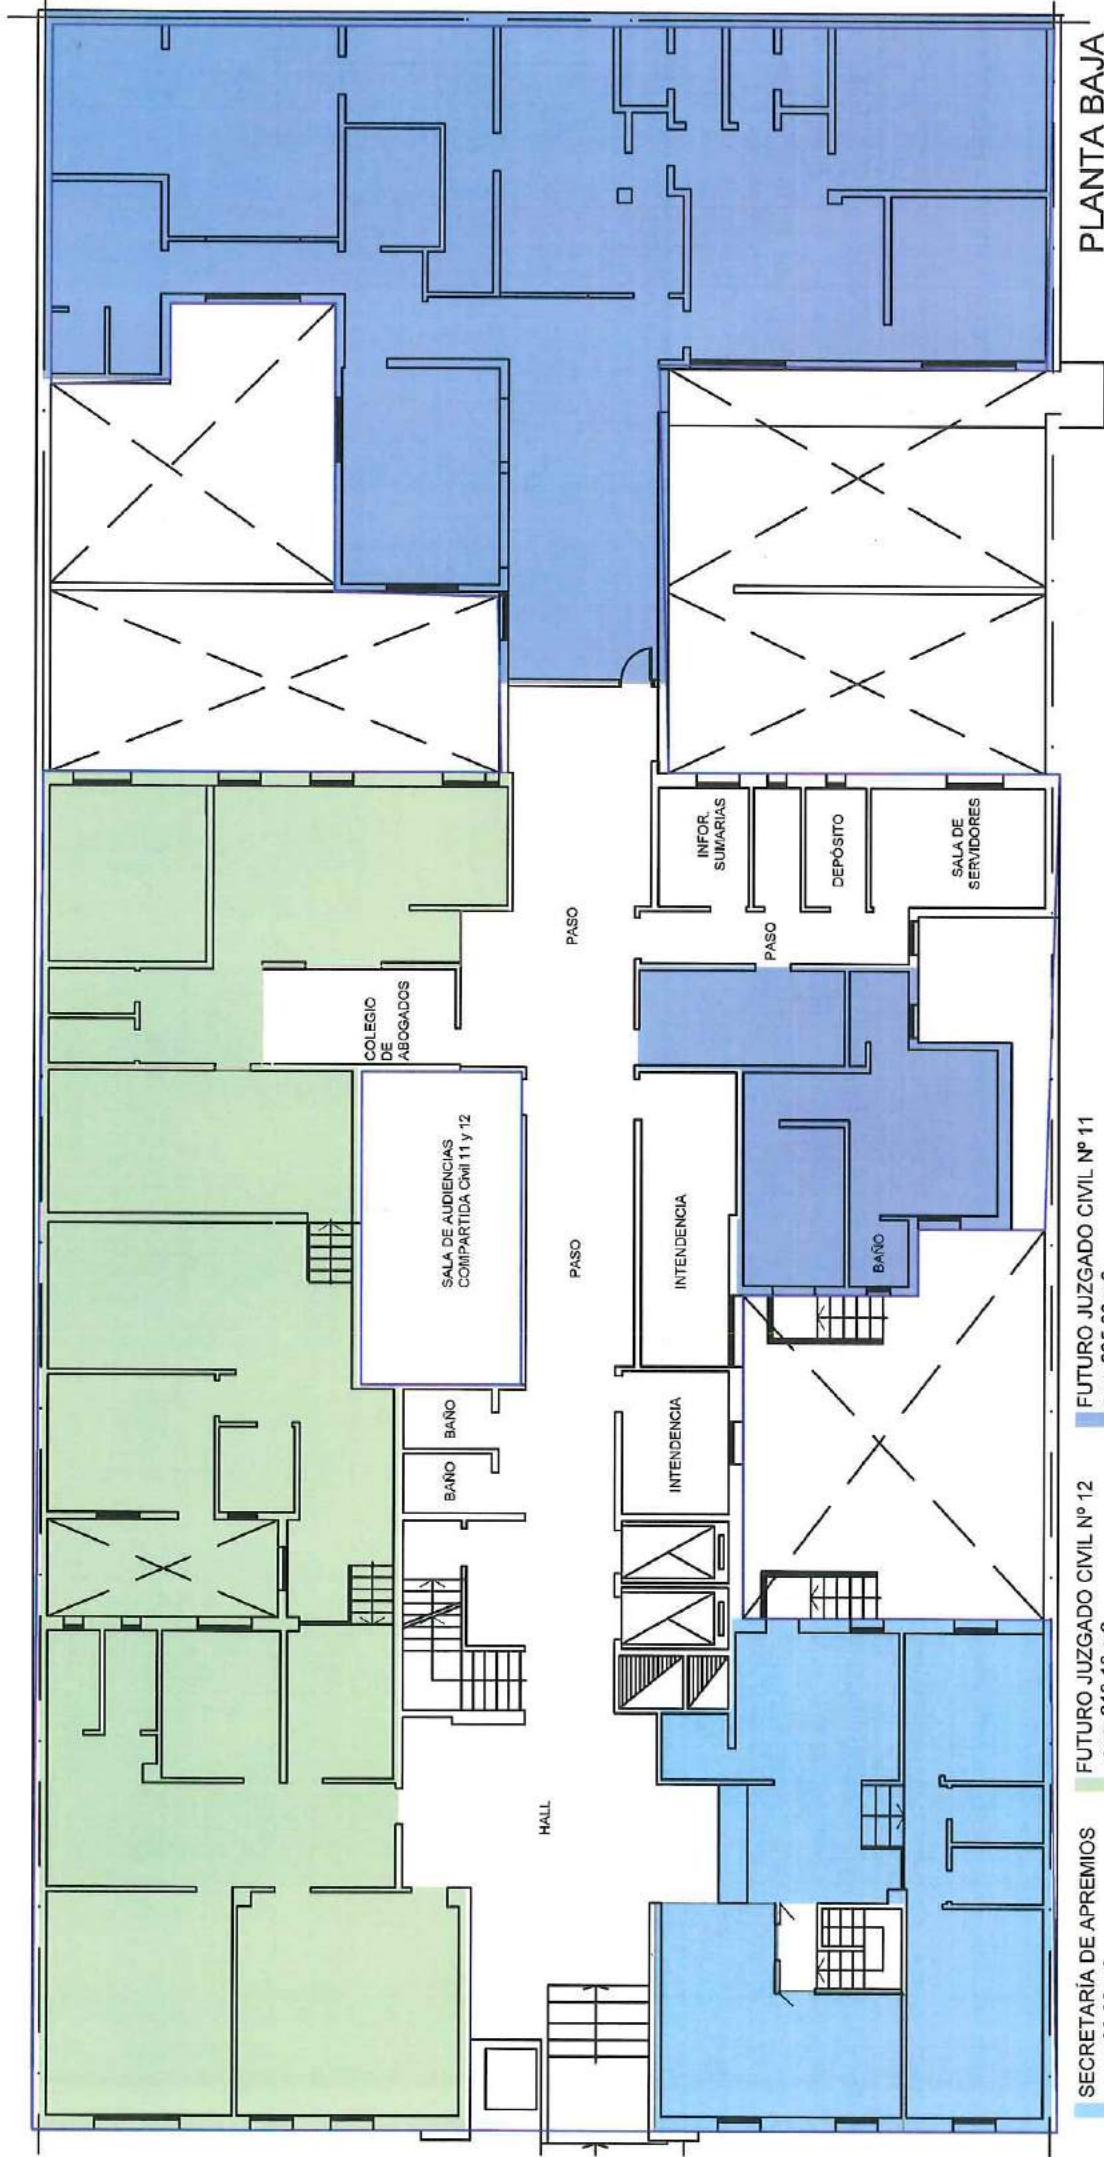 PLANTA BAJA
INFOR.
SUMARIAS
DEPÓSITO
SALA DE
SERVIDORES
PASO
PASO
COLEGIO
DE
ABOGADOS
SALA DE AUDIENCIAS
COMPARTIDA Civil 11 y 12
PASO
INTENDENCIA
BAÑO
BAÑO
BAÑO
INTENDENCIA
HALL
SECRETARÍA DE APREMIOS
FUTURO JUZGADO CIVIL Nº 12
FUTURO JUZGADO CIVIL Nº 11